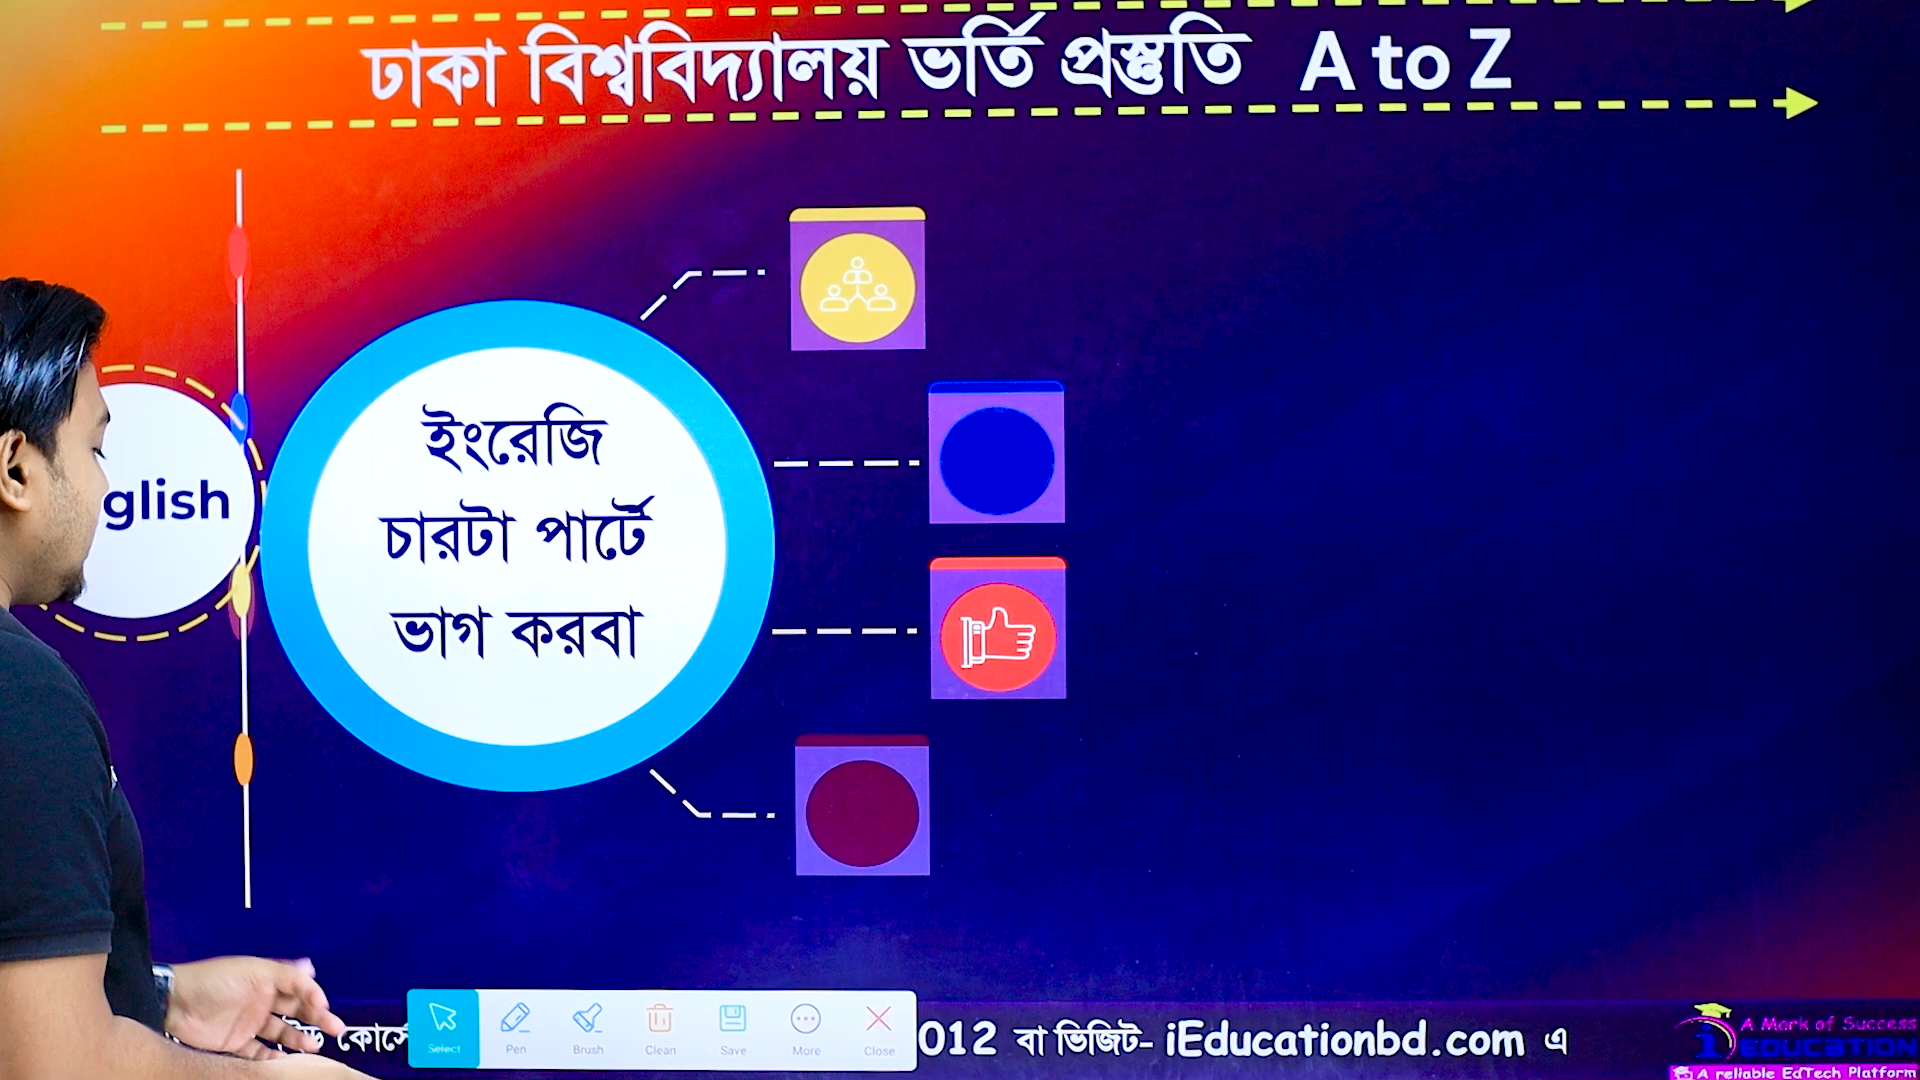 ঢাকা বিশ্ববিদ্যালয় ভর্তি প্রস্তুতি A to Z
glish
ইংরেজি
চারটা পার্টে
ভাগ করবা
Select Pen Brush Clean Save More Close
012 বা ভিজিট- iEducationbd.com এ
A Mark of Success
iEDUCATION
A reliable EdTech Platform